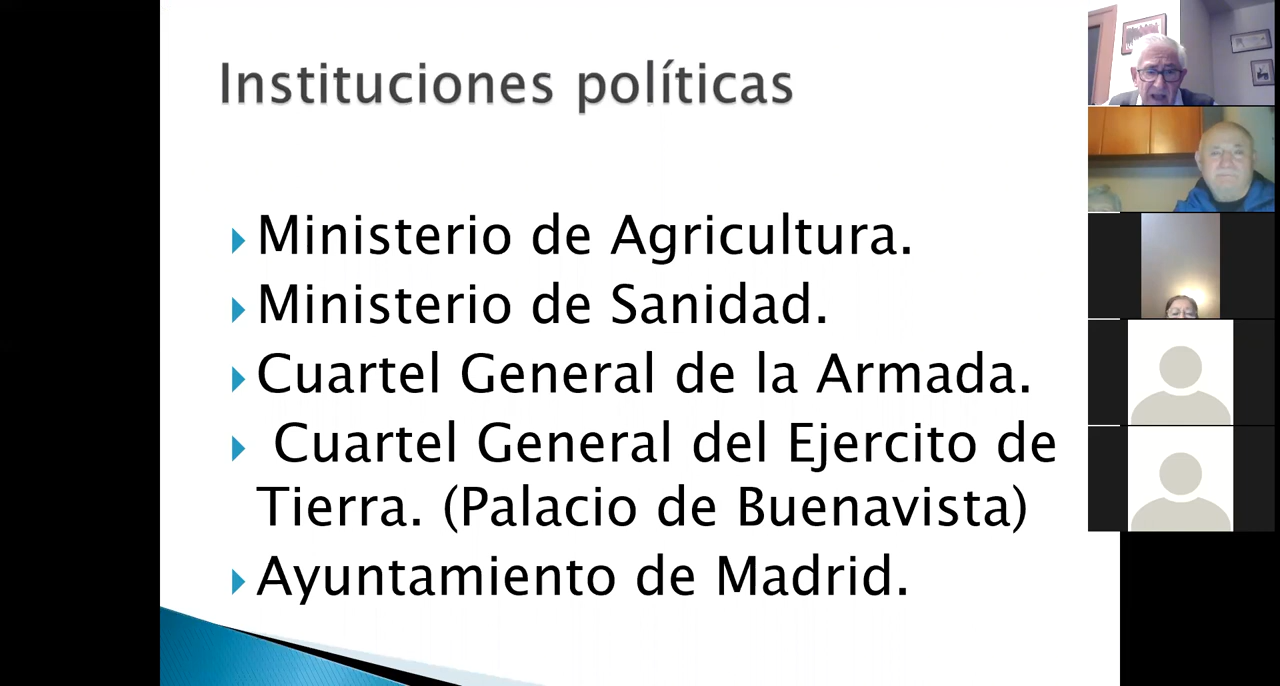 Instituciones políticas
Ministerio de Agricultura.
Ministerio de Sanidad.
Cuartel General de la Armada.
Cuartel General del Ejercito de
Tierra. (Palacio de Buenavista)
Ayuntamiento de Madrid.